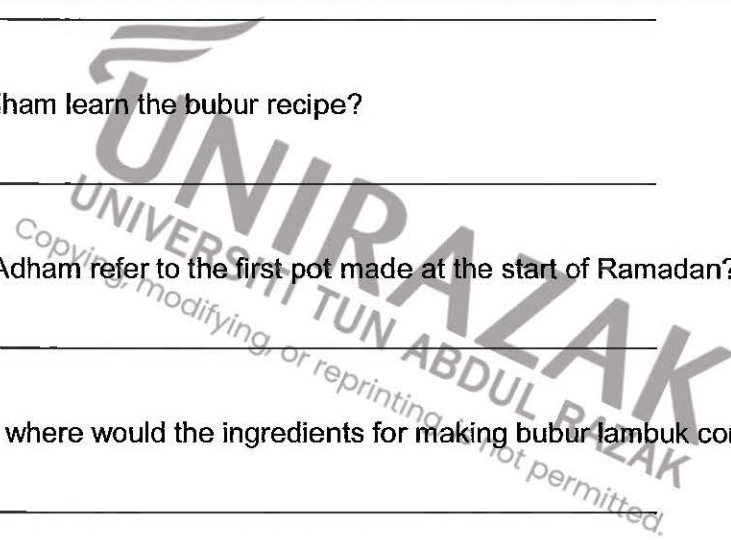 ham learn the bubur recipe?
Adham refer to the first pot made at the start of Ramadan?
where would the ingredients for making bubur lambuk
UNIRAZAK
UNIVERSITI TUN ABDUL RAZAK
Copying, modifying, or reprinting, is not permitted.